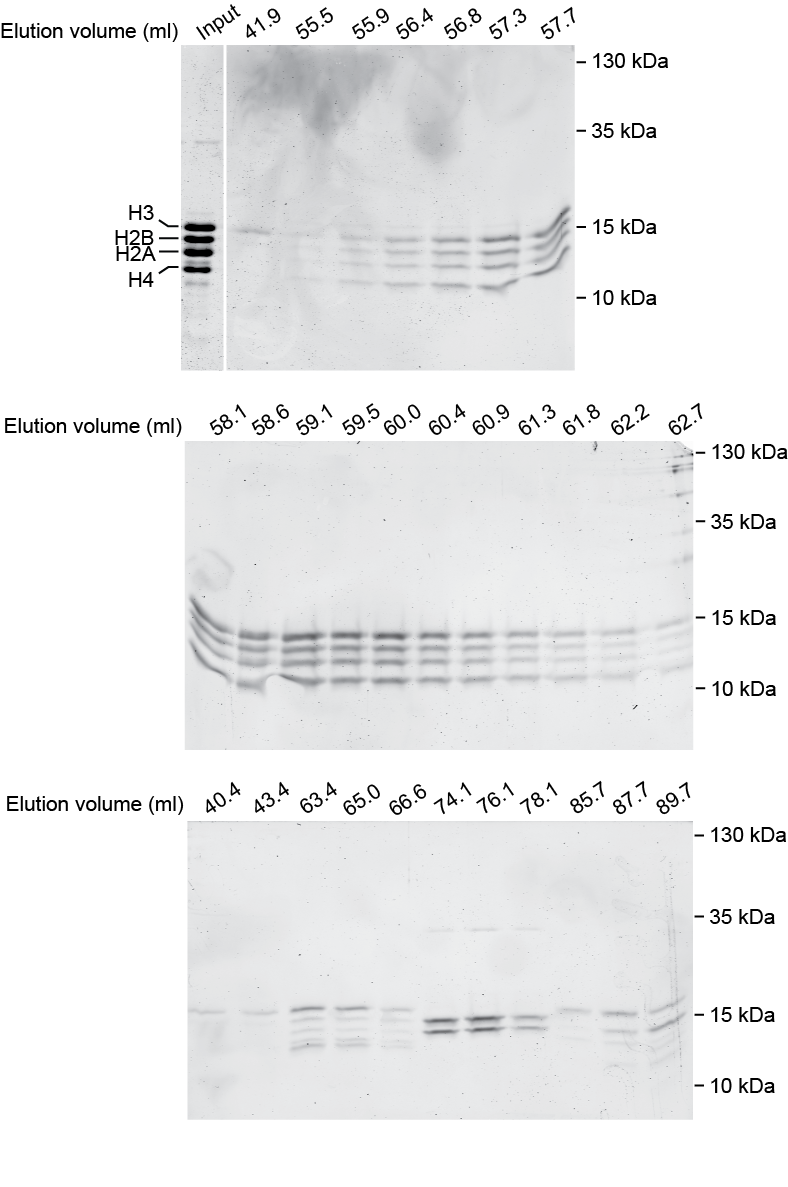 Elution volume (ml) Input 41.9 55.5 55.9 56.4 56.8 57.3 57.7
130 kDa
35 kDa
H3
15 kDa
H2B
H2A
H4
10 kDa
Elution volume (ml) 58.1 58.6 59.1 59.5 60.0 60.4 60.9 61.3 61.8 62.2 62.7
130 kDa
35 kDa
15 kDa
10 kDa
Elution volume (ml) 40.4 43.4 63.4 65.0 66.6 74.1 76.1 78.1 85.7 87.7 89.7
130 kDa
35 kDa
15 kDa
10 kDa